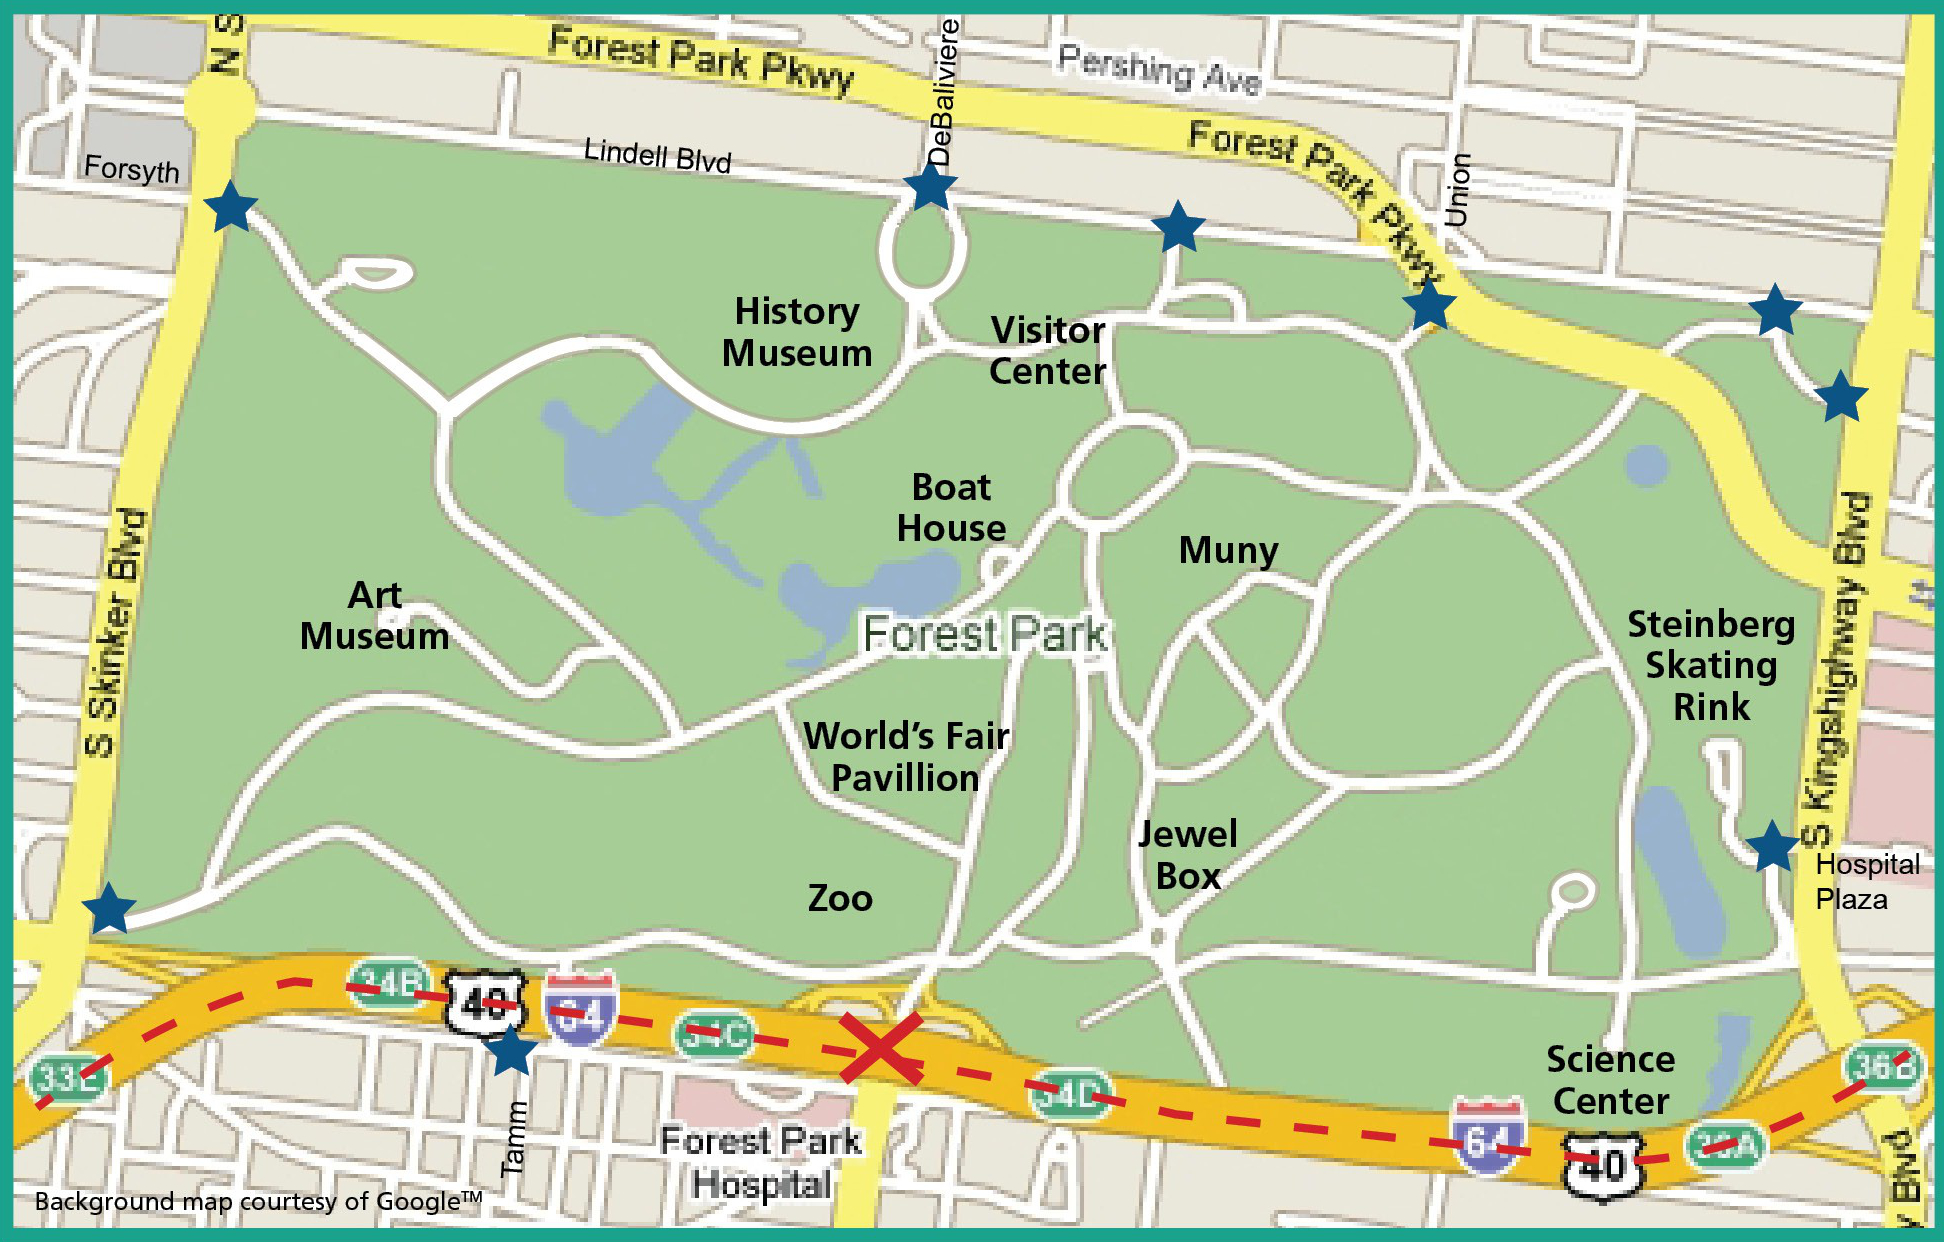 N S
Forest Park Pkwy
DeBaliviere
Pershing Ave
Forest Park Pkwy
Union
Lindell Blvd
Forsyth
History
Museum
Visitor
Center
Boat
House
Muny
Art
Museum
Forest Park
Steinberg
Skating
Rink
S Skinker Blvd
S Kingshighway Blvd
World's Fair
Pavillion
Jewel
Box
Zoo
Hospital
Plaza
34B
40
64
34C
33E
34D
Science
Center
64
40
36B
Tamm
Forest Park
Hospital
y Blvd
Background map courtesy of Google™